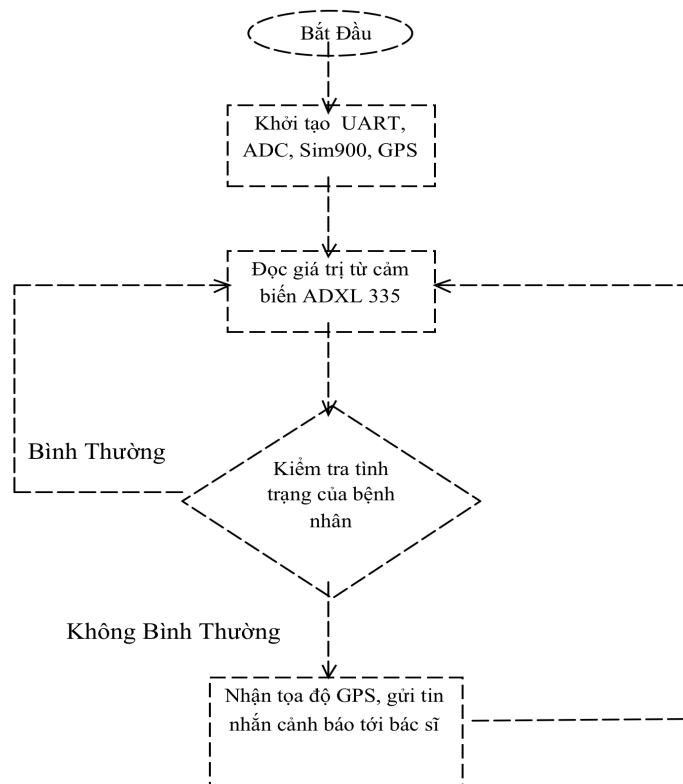 Bắt Đầu
Khởi tạo UART,
ADC, Sim900, GPS
Đọc giá trị từ cảm
biến ADXL 335
Bình Thường
Kiểm tra tình
trạng của bệnh
nhân
Không Bình Thường
Nhận tọa độ GPS, gửi tin
nhắn cảnh báo tới bác sĩ